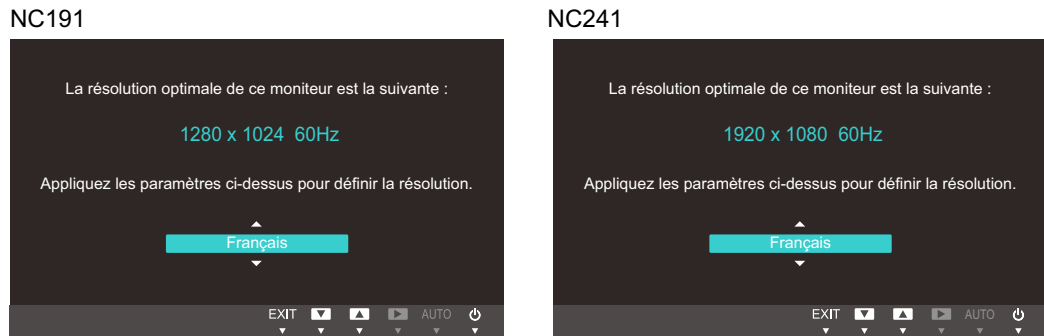 NC191
La résolution optimale de ce moniteur est la suivante :
1280 x 1024 60Hz
Appliquez les paramètres ci-dessus pour définir la résolution.
Français
EXIT AUTO
NC241
La résolution optimale de ce moniteur est la suivante :
1920 x 1080 60Hz
Appliquez les paramètres ci-dessus pour définir la résolution.
Français
EXIT AUTO